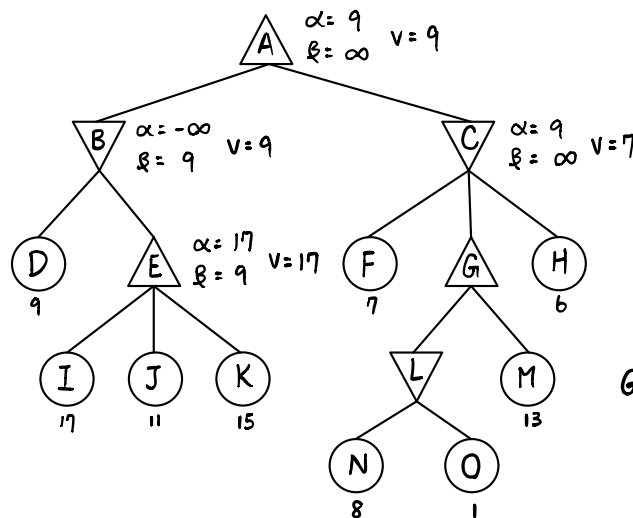 A α = 9 V = 9
β = ∞
B α = -∞ V = 9
β = 9
C α = 9 V = 7
β = ∞
D E α = 17 V = 17
β = 9
F G H
9 7 6
I J K L M
17 11 15 13
G
N O
8 1